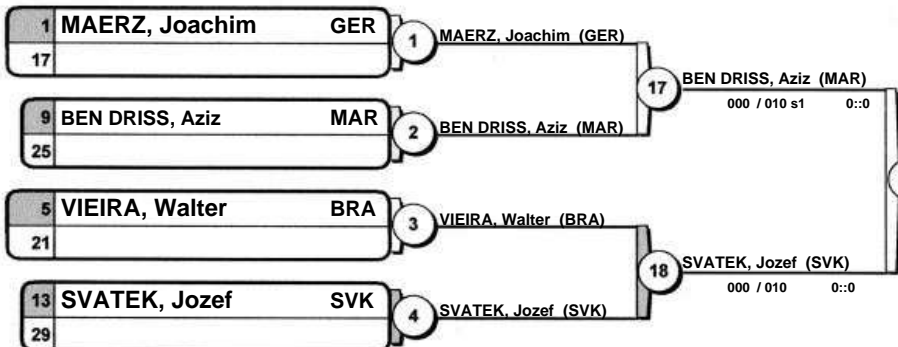 1 MAERZ, Joachim GER
17
1 MAERZ, Joachim (GER)
9 BEN DRISS, Aziz MAR
25
2 BEN DRISS, Aziz (MAR)
17 BEN DRISS, Aziz (MAR)
000 / 010 s1 0::0
5 VIEIRA, Walter BRA
21
3 VIEIRA, Walter (BRA)
13 SVATEK, Jozef SVK
29
4 SVATEK, Jozef (SVK)
18 SVATEK, Jozef (SVK)
000 / 010 0::0